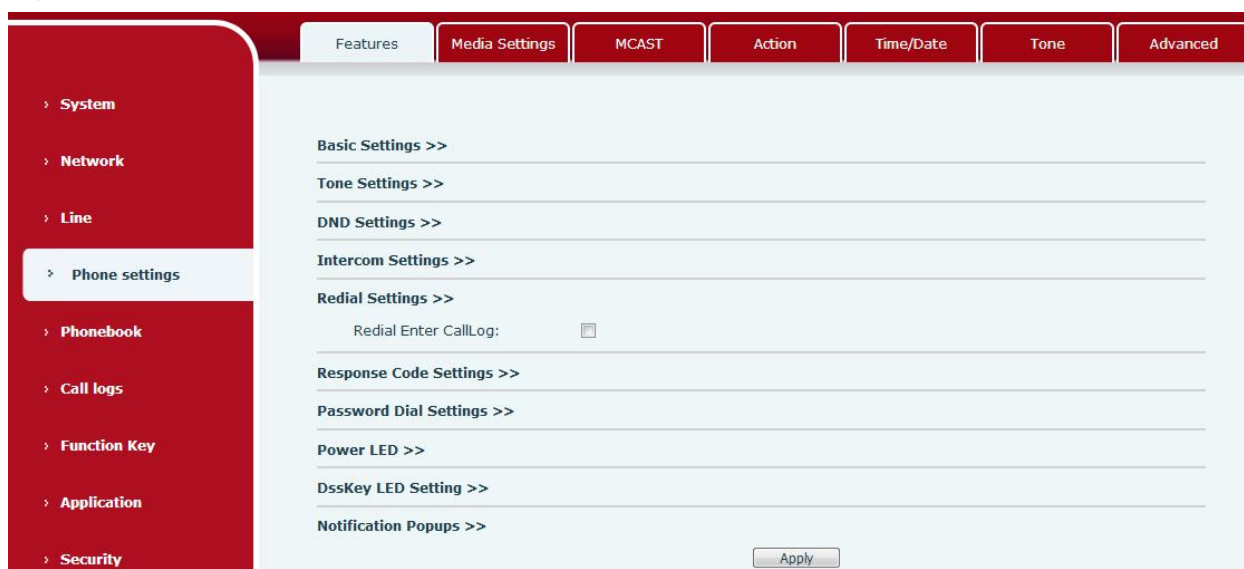 Features Media Settings MCAST Action Time/Date Tone Advanced
› System
› Network
› Line
› Phone settings
› Phonebook
› Call logs
› Function Key
› Application
› Security
Basic Settings >>
Tone Settings >>
DND Settings >>
Intercom Settings >>
Redial Settings >>
Redial Enter CallLog:
Response Code Settings >>
Password Dial Settings >>
Power LED >>
DssKey LED Setting >>
Notification Popups >>
Apply